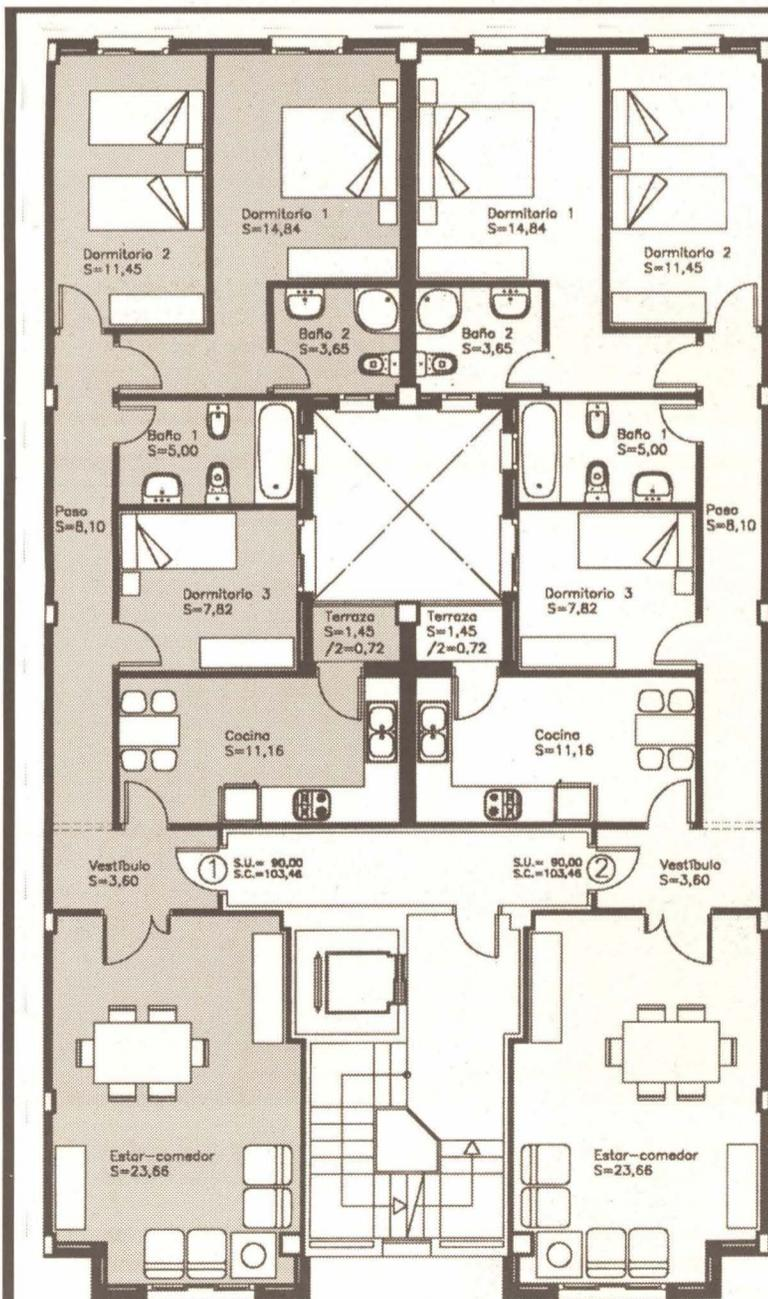 Dormitorio 1
S=14,84
Dormitorio 1
S=14,84
Dormitorio 2
S=11,45
Dormitorio 2
S=11,45
Baño 2
S=3,65
Baño 2
S=3,65
Baño 1
S=5,00
Baño 1
S=5,00
Paso
S=8,10
Paso
S=8,10
Dormitorio 3
S=7,82
Dormitorio 3
S=7,82
Terraza
S=1,45
/2=0,72
Terraza
S=1,45
/2=0,72
Cocina
S=11,16
Cocina
S=11,16
Vestíbulo
S=3,60
1
S.U.= 90,00
S.C.=103,46
S.U.= 90,00
S.C.=103,46
2
Vestíbulo
S=3,60
Estar-comedor
S=23,66
Estar-comedor
S=23,66